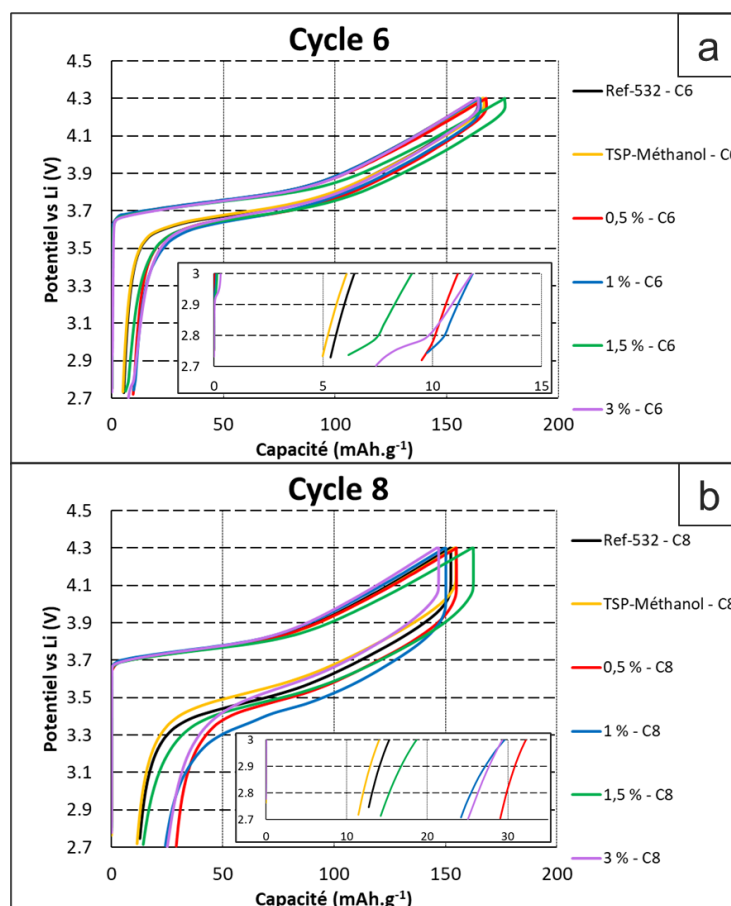 Cycle 6
a
4.5
4.3
4.1
3.9
3.7
3.5
3.3
3.1
2.9
2.7
Potentiel vs Li (V)
0
50
100
150
200
Capacité (mAh.g-1)
3
2.9
2.8
2.7
0
5
10
15
Ref-532 - C6
TSP-Méthanol - C6
0,5 % - C6
1 % - C6
1,5 % - C6
3 % - C6
Cycle 8
b
4.5
4.3
4.1
3.9
3.7
3.5
3.3
3.1
2.9
2.7
Potentiel vs Li (V)
0
50
100
150
200
Capacité (mAh.g-1)
3
2.9
2.8
2.7
0
10
20
30
Ref-532 - C8
TSP-Méthanol - C8
0,5 % - C8
1 % - C8
1,5 % - C8
3 % - C8